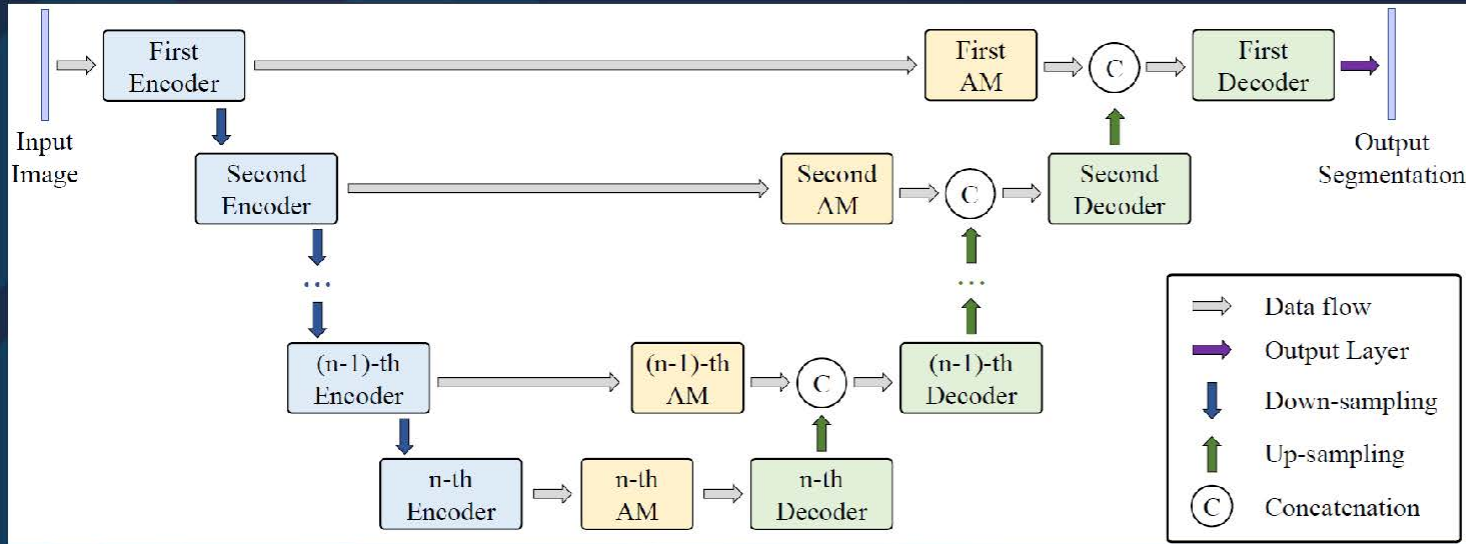 Input
Image
First
Encoder
First
AM
C
First
Decoder
Output
Segmentation
Second
Encoder
Second
AM
C
Second
Decoder
...
...
(n-1)-th
Encoder
(n-1)-th
AM
C
(n-1)-th
Decoder
n-th
Encoder
n-th
AM
n-th
Decoder
Data flow
Output Layer
Down-sampling
Up-sampling
C Concatenation